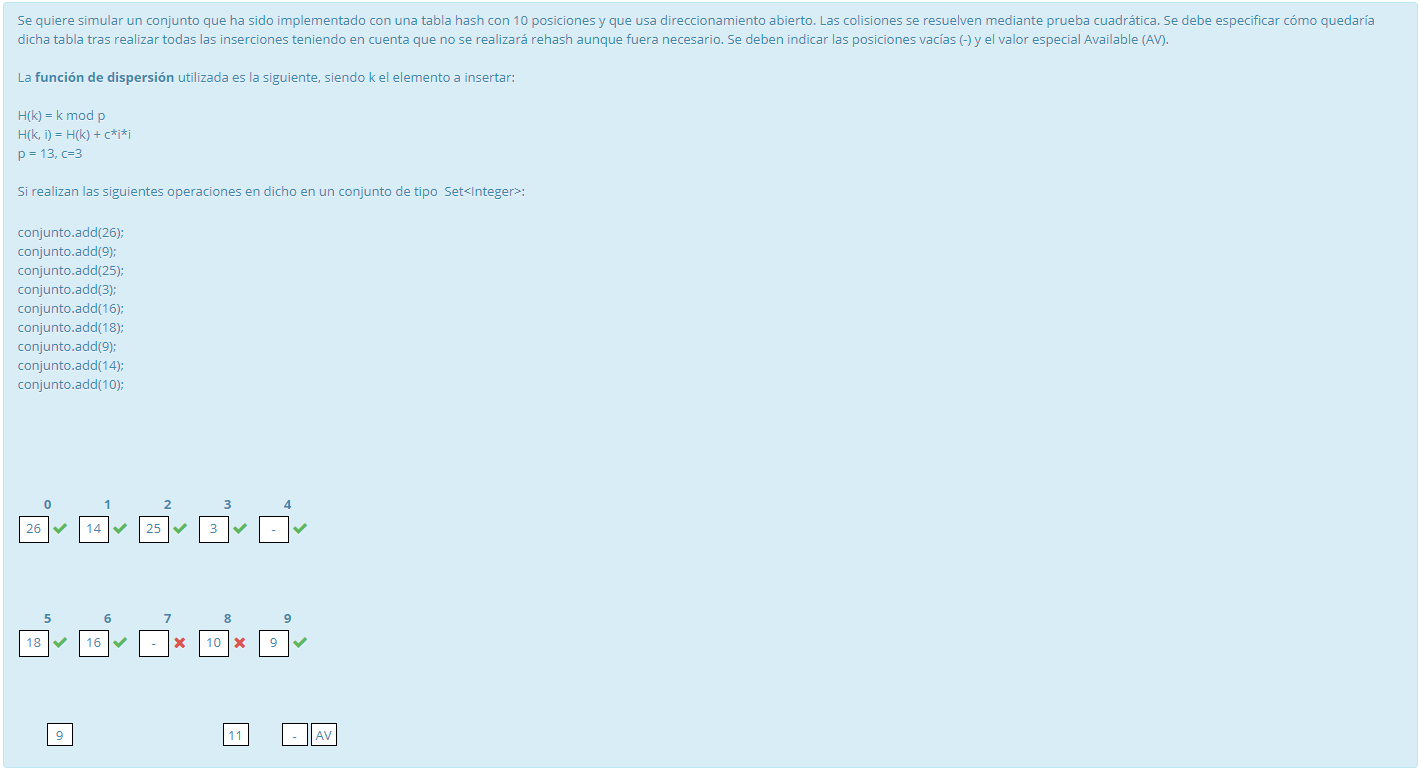 Se quiere simular un conjunto que ha sido implementado con una tabla hash con 10 posiciones y que usa direccionamiento abierto. Las colisiones se resuelven mediante prueba cuadrática. Se debe especificar cómo quedaría
dicha tabla tras realizar todas las inserciones teniendo en cuenta que no se realizará rehash aunque fuera necesario. Se deben indicar las posiciones vacías (-) y el valor especial Available (AV).
La función de dispersión utilizada es la siguiente, siendo k el elemento a insertar:
H(k) = k mod p
H(k, i) = H(k) + c*i*i
p = 13, c=3
Si realizan las siguientes operaciones en dicho en un conjunto de tipo Set<Integer>:
conjunto.add(26);
conjunto.add(9);
conjunto.add(25);
conjunto.add(3);
conjunto.add(16);
conjunto.add(18);
conjunto.add(9);
conjunto.add(14);
conjunto.add(10);
0 1 2 3 4
26 14 25 3 -
5 6 7 8 9
18 16 - 10 9
9 11 - AV